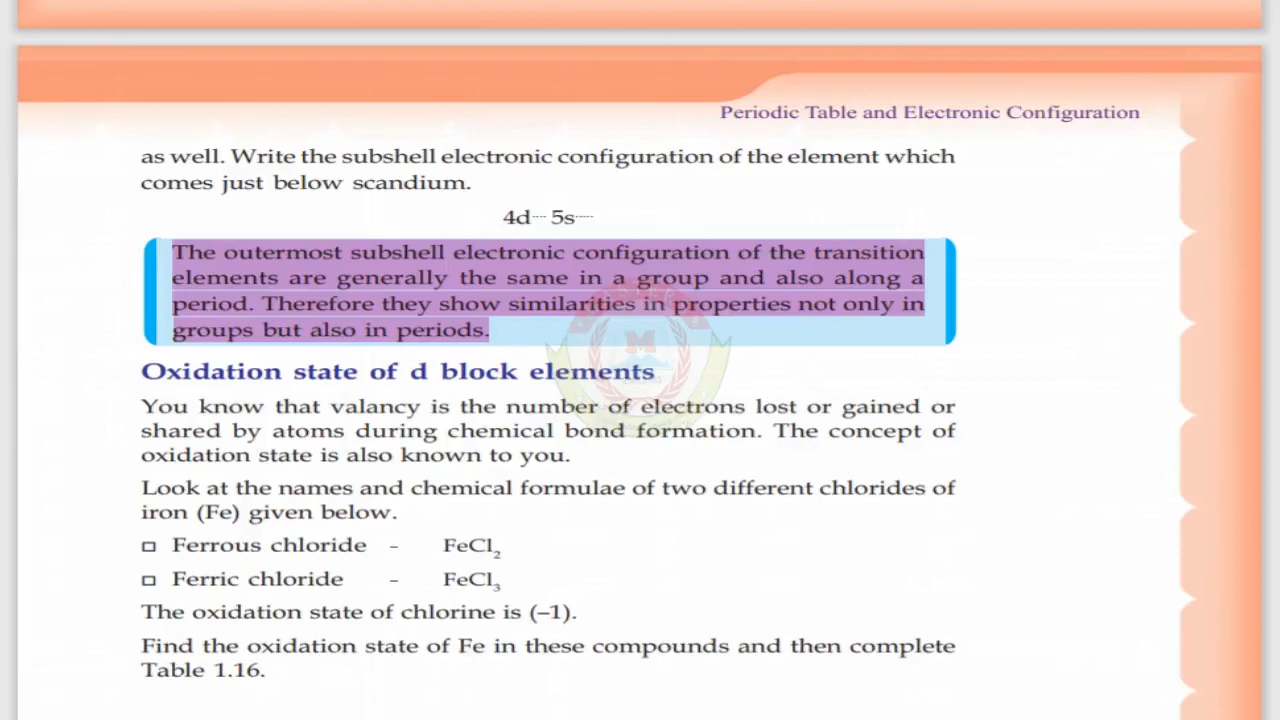 Periodic Table and Electronic Configuration
as well. Write the subshell electronic configuration of the element which
comes just below scandium.
4d···· 5s·····
The outermost subshell electronic configuration of the transition
elements are generally the same in a group and also along a
period. Therefore they show similarities in properties not only in
groups but also in periods.
Oxidation state of d block elements
You know that valancy is the number of electrons lost or gained or
shared by atoms during chemical bond formation. The concept of
oxidation state is also known to you.
Look at the names and chemical formulae of two different chlorides of
iron (Fe) given below.
□ Ferrous chloride - FeCl₂
□ Ferric chloride - FeCl₃
The oxidation state of chlorine is (–1).
Find the oxidation state of Fe in these compounds and then complete
Table 1.16.